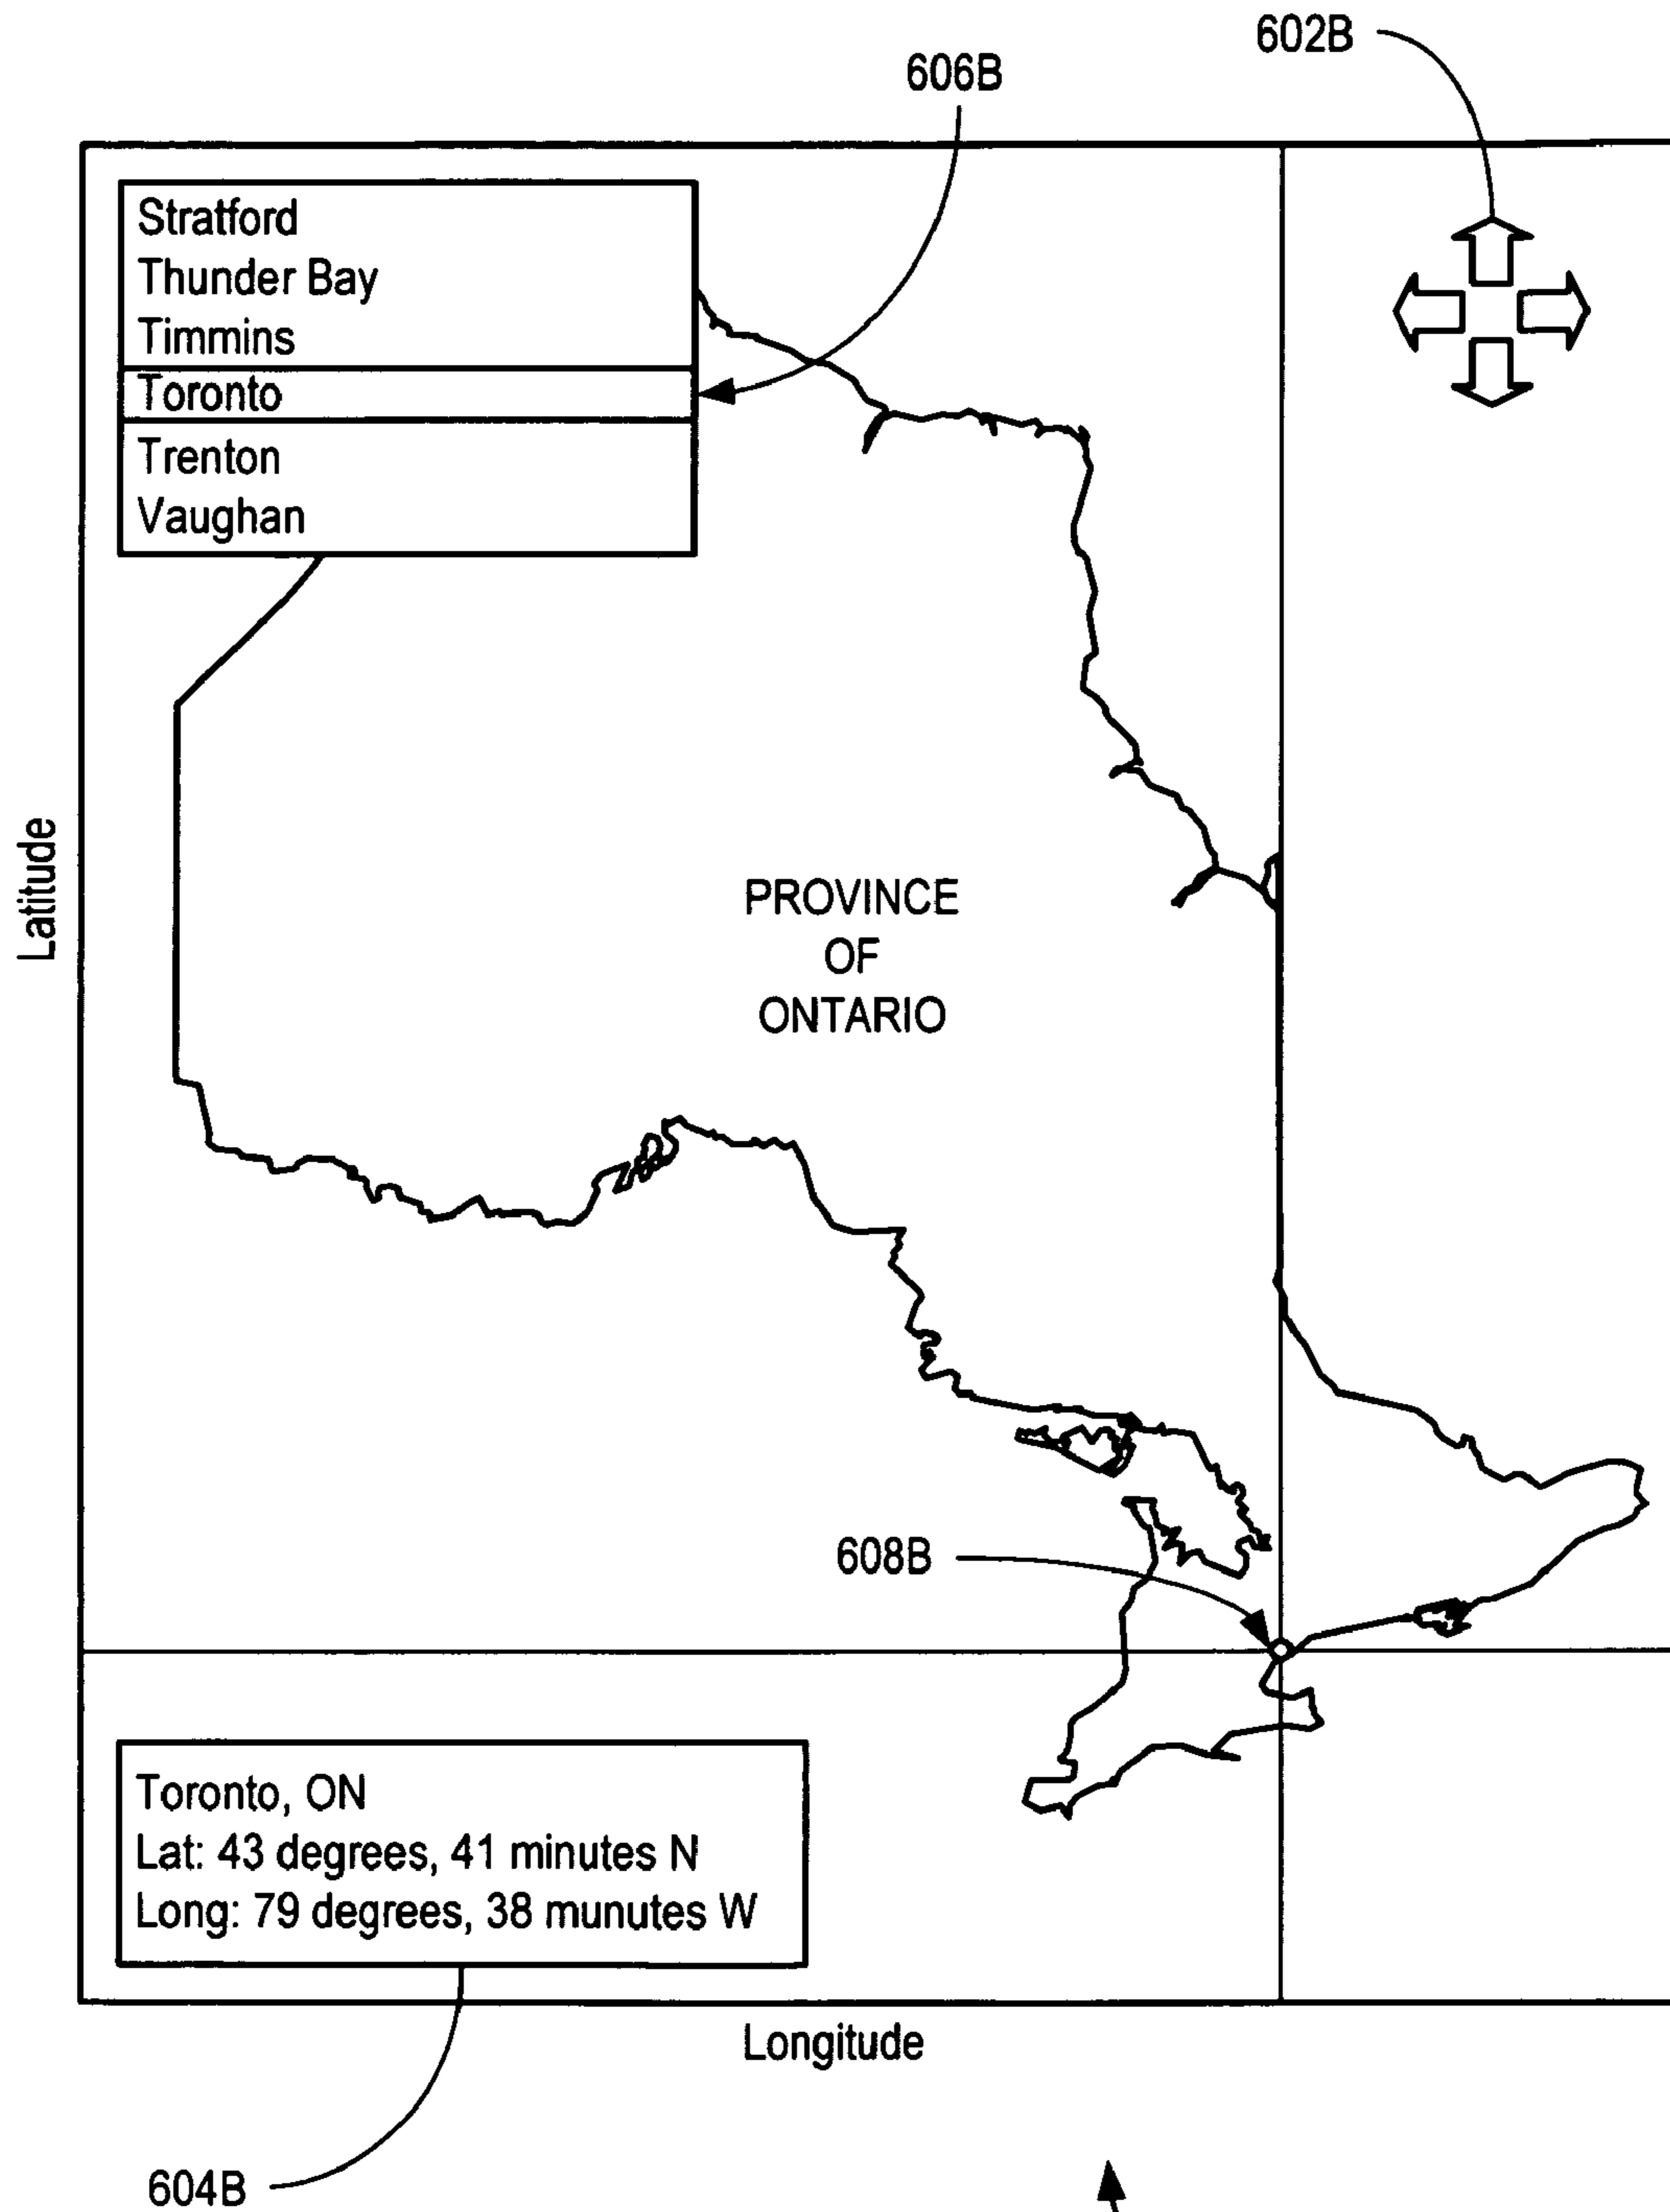 602B
606B
Stratford
Thunder Bay
Timmins
Toronto
Trenton
Vaughan
Latitude
PROVINCE
OF
ONTARIO
608B
Toronto, ON
Lat: 43 degrees, 41 minutes N
Long: 79 degrees, 38 munutes W
Longitude
604B